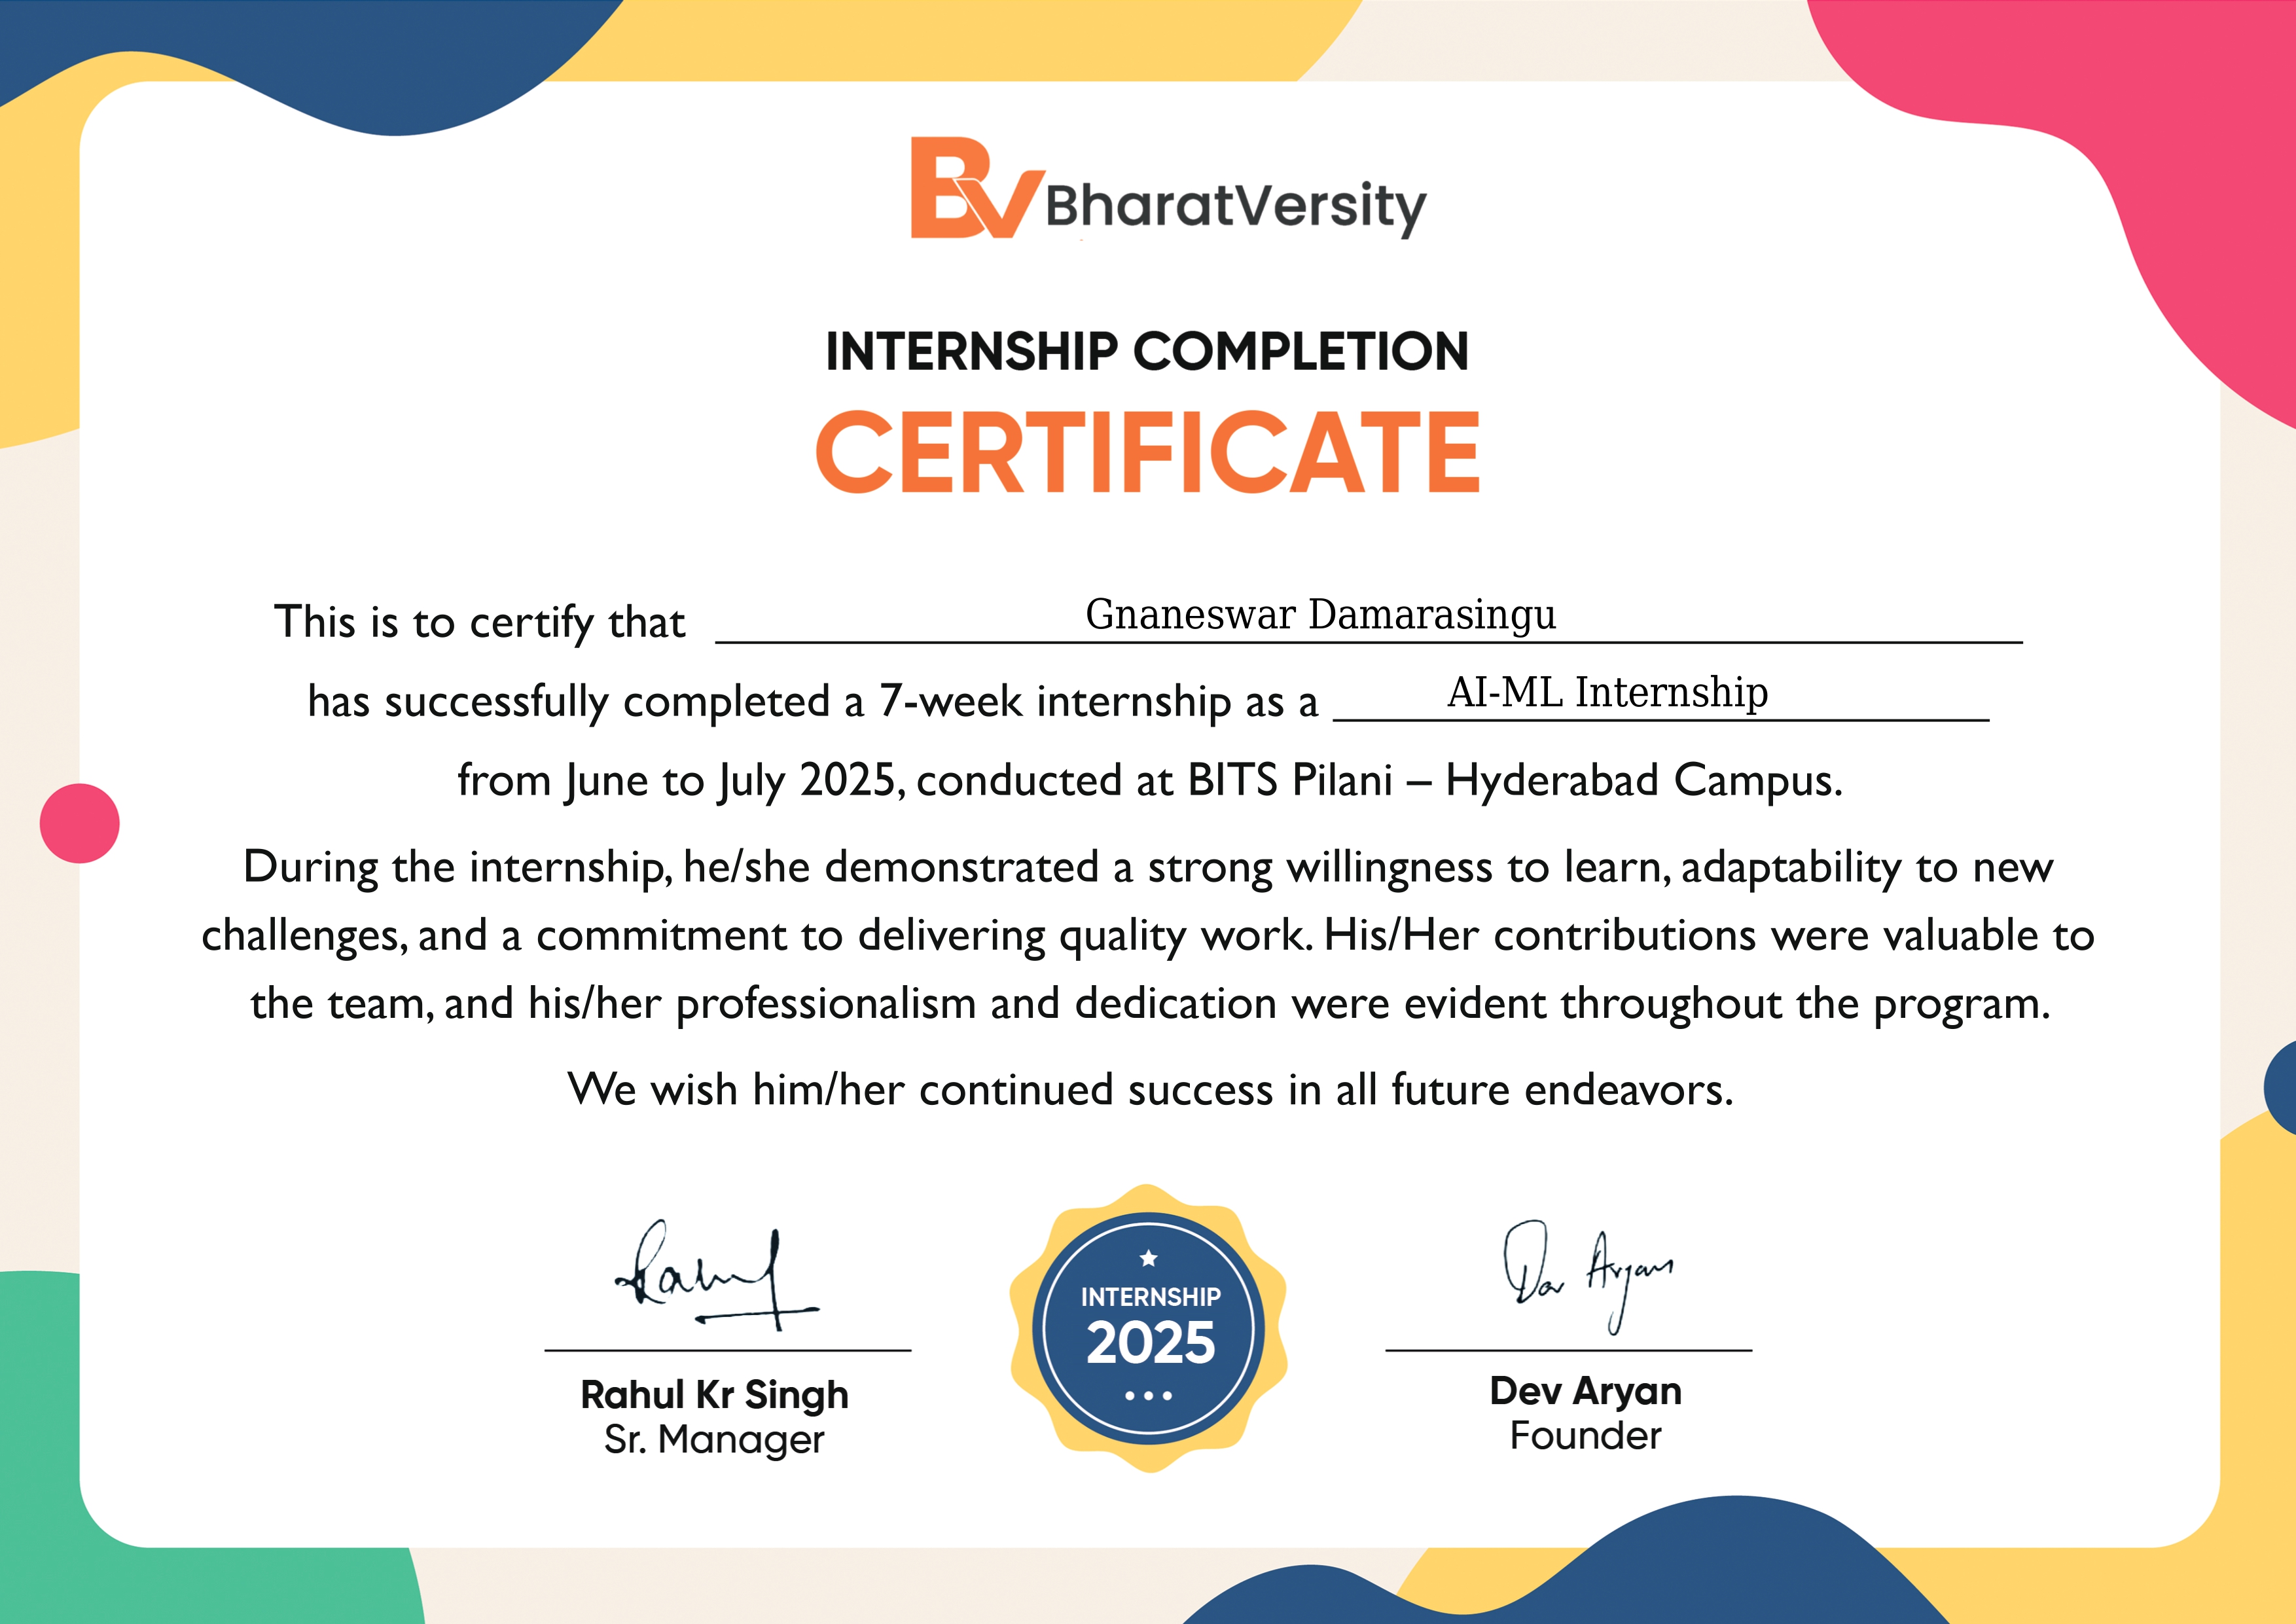 BV BharatVersity
INTERNSHIP COMPLETION
CERTIFICATE
This is to certify that Gnaneswar Damarasingu
has successfully completed a 7-week internship as a AI-ML Internship
from June to July 2025, conducted at BITS Pilani – Hyderabad Campus.
During the internship, he/she demonstrated a strong willingness to learn, adaptability to new
challenges, and a commitment to delivering quality work. His/Her contributions were valuable to
the team, and his/her professionalism and dedication were evident throughout the program.
We wish him/her continued success in all future endeavors.
Rahul
Rahul Kr Singh
Sr. Manager
INTERNSHIP
2025
Dev Aryan
Dev Aryan
Founder